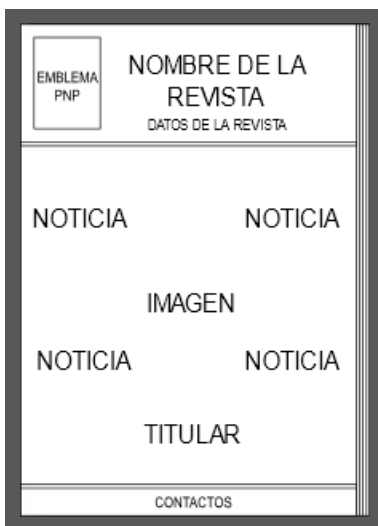 EMBLEMA
PNP
NOMBRE DE LA
REVISTA
DATOS DE LA REVISTA
NOTICIA
NOTICIA
IMAGEN
NOTICIA
NOTICIA
TITULAR
CONTACTOS